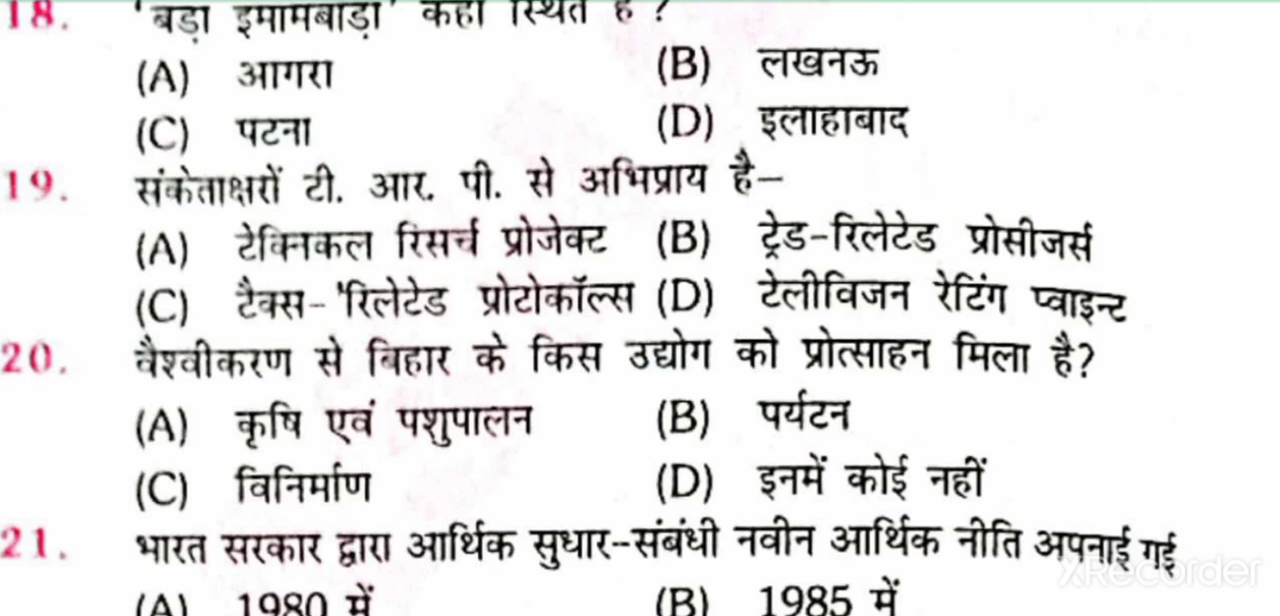 18. 'बड़ा इमामबाड़ा' कहाँ स्थित है ?
(A) आगरा (B) लखनऊ
(C) पटना (D) इलाहाबाद
19. संकेताक्षरों टी. आर. पी. से अभिप्राय है–
(A) टेक्निकल रिसर्च प्रोजेक्ट (B) ट्रेड-रिलेटेड प्रोसीजर्स
(C) टैक्स-'रिलेटेड प्रोटोकॉल्स (D) टेलीविजन रेटिंग प्वाइन्ट
20. वैश्वीकरण से बिहार के किस उद्योग को प्रोत्साहन मिला है?
(A) कृषि एवं पशुपालन (B) पर्यटन
(C) विनिर्माण (D) इनमें कोई नहीं
21. भारत सरकार द्वारा आर्थिक सुधार-संबंधी नवीन आर्थिक नीति अपनाई गई
(A) 1980 में (B) 1985 में
XRecorder